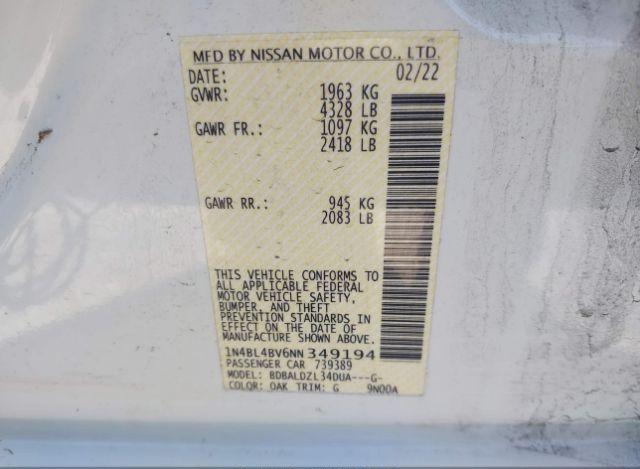 MFD BY NISSAN MOTOR CO., LTD.
DATE: 02/22
GVWR: 1963 KG
4328 LB
GAWR FR.: 1097 KG
2418 LB
GAWR RR.: 945 KG
2083 LB
THIS VEHICLE CONFORMS TO
ALL APPLICABLE FEDERAL
MOTOR VEHICLE SAFETY,
BUMPER, AND THEFT
PREVENTION STANDARDS IN
EFFECT ON THE DATE OF
MANUFACTURE SHOWN ABOVE.
1N4BL4BV6NN349194
PASSENGER CAR 739389
MODEL: BDBALDZL34DUA---G-
COLOR: QAK TRIM: G 9N00A